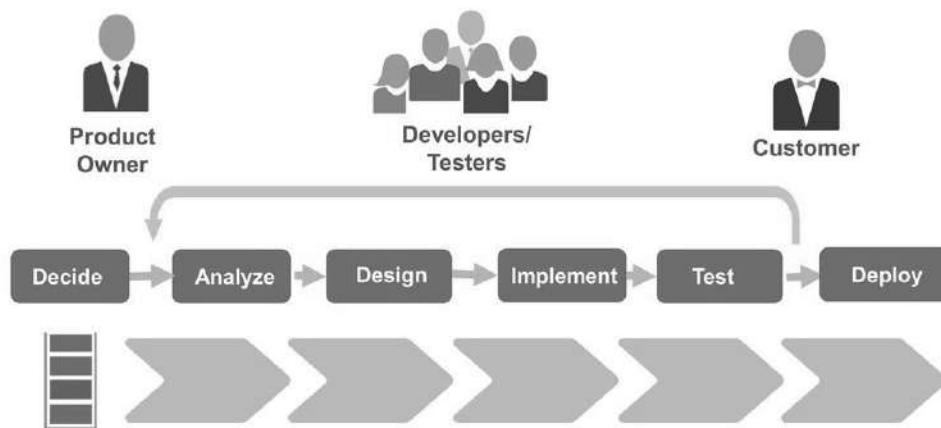 Product
Owner
Developers/
Testers
Customer
Decide
Analyze
Design
Implement
Test
Deploy